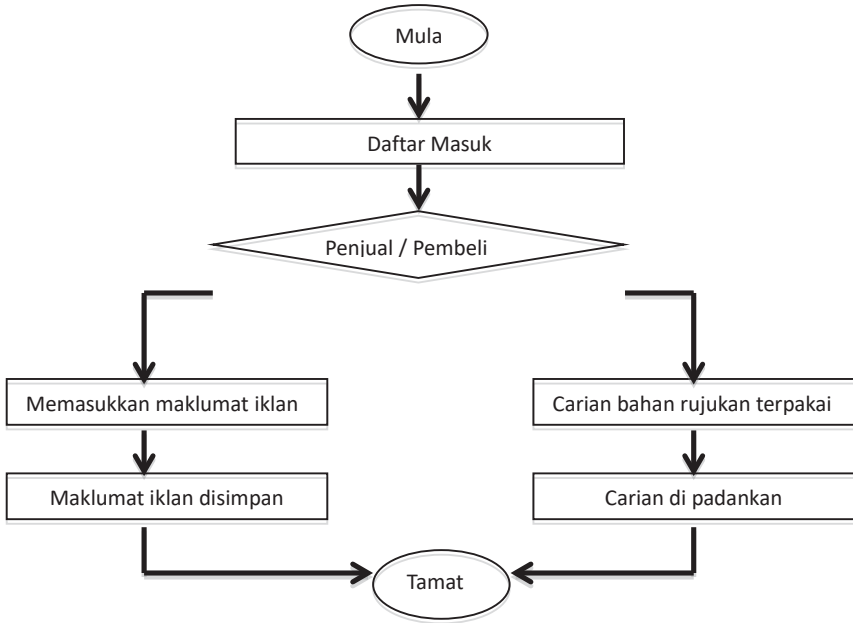 Mula
Daftar Masuk
Penjual / Pembeli
Memasukkan maklumat iklan
Carian bahan rujukan terpakai
Maklumat iklan disimpan
Carian di padankan
Tamat